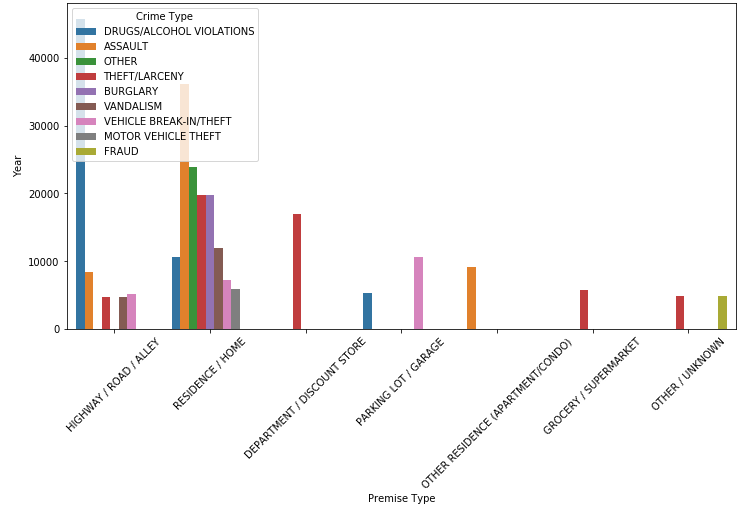 Crime Type
DRUGS/ALCOHOL VIOLATIONS
ASSAULT
OTHER
THEFT/LARCENY
BURGLARY
VANDALISM
VEHICLE BREAK-IN/THEFT
MOTOR VEHICLE THEFT
FRAUD
Year
40000
30000
20000
10000
0
HIGHWAY / ROAD / ALLEY
RESIDENCE / HOME
DEPARTMENT / DISCOUNT STORE
PARKING LOT / GARAGE
OTHER RESIDENCE (APARTMENT/CONDO)
GROCERY / SUPERMARKET
OTHER / UNKNOWN
Premise Type